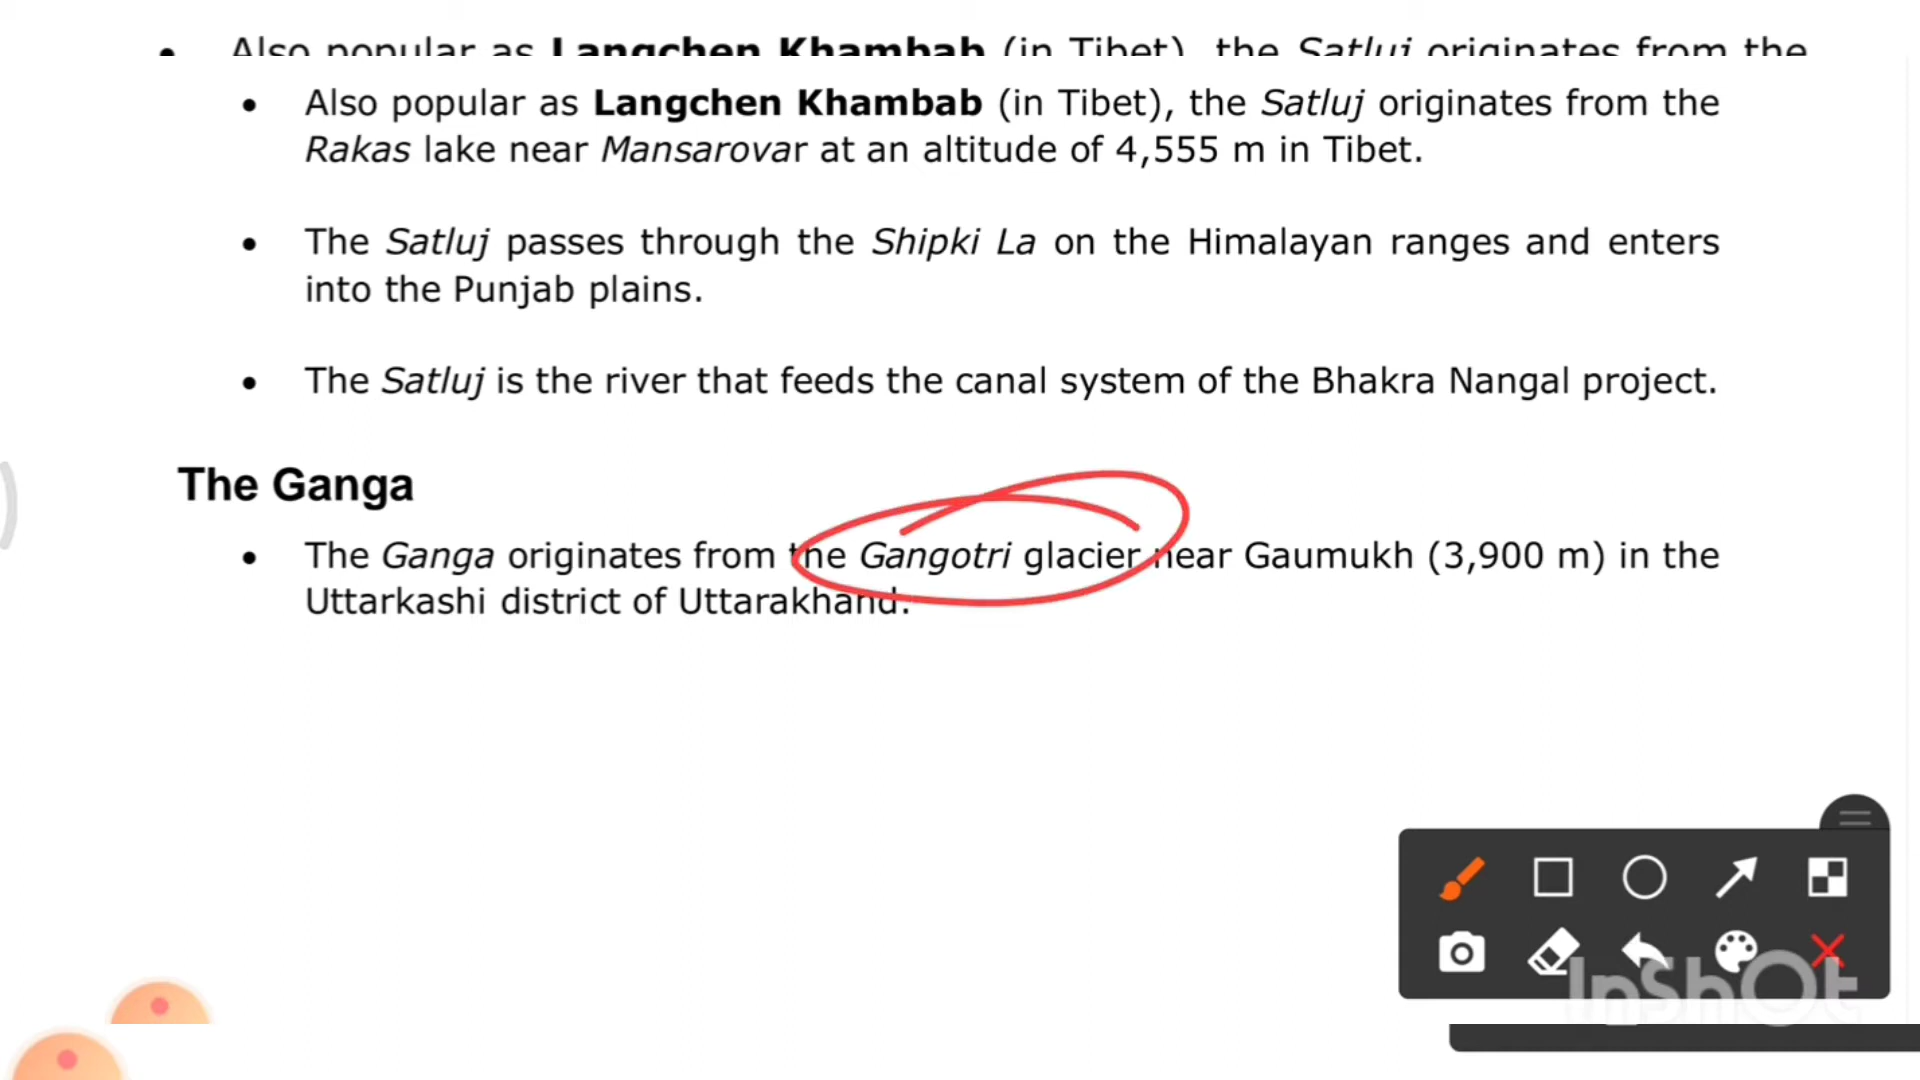 • Also popular as Langchen Khambab (in Tibet), the Satluj originates from the
• Also popular as Langchen Khambab (in Tibet), the Satluj originates from the
Rakas lake near Mansarovar at an altitude of 4,555 m in Tibet.
• The Satluj passes through the Shipki La on the Himalayan ranges and enters
into the Punjab plains.
• The Satluj is the river that feeds the canal system of the Bhakra Nangal project.
The Ganga
• The Ganga originates from the Gangotri glacier near Gaumukh (3,900 m) in the
Uttarkashi district of Uttarakhand.
InShOt